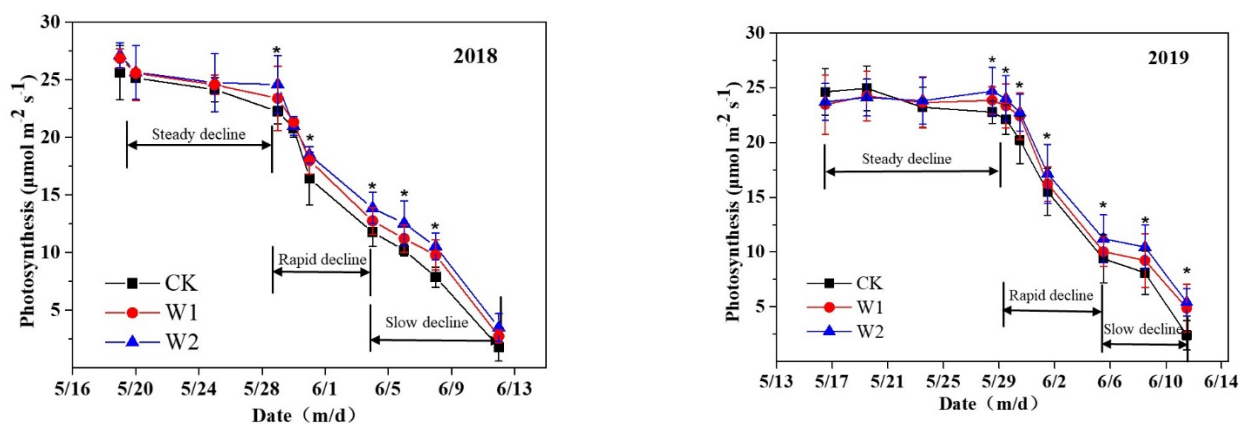 30
25
20
15
10
5
Photosynthesis (μmol m-2 s-1)
2018
*
*
*
*
*
Steady decline
Rapid decline
Slow decline
CK
W1
W2
5/16 5/20 5/24 5/28 6/1 6/5 6/9 6/13
Date（m/d）
30
25
20
15
10
5
Photosynthesis (μmol m-2 s-1)
2019
*
*
*
*
*
*
*
Steady decline
Rapid decline
Slow decline
CK
W1
W2
5/13 5/17 5/21 5/25 5/29 6/2 6/6 6/10 6/14
Date（m/d）